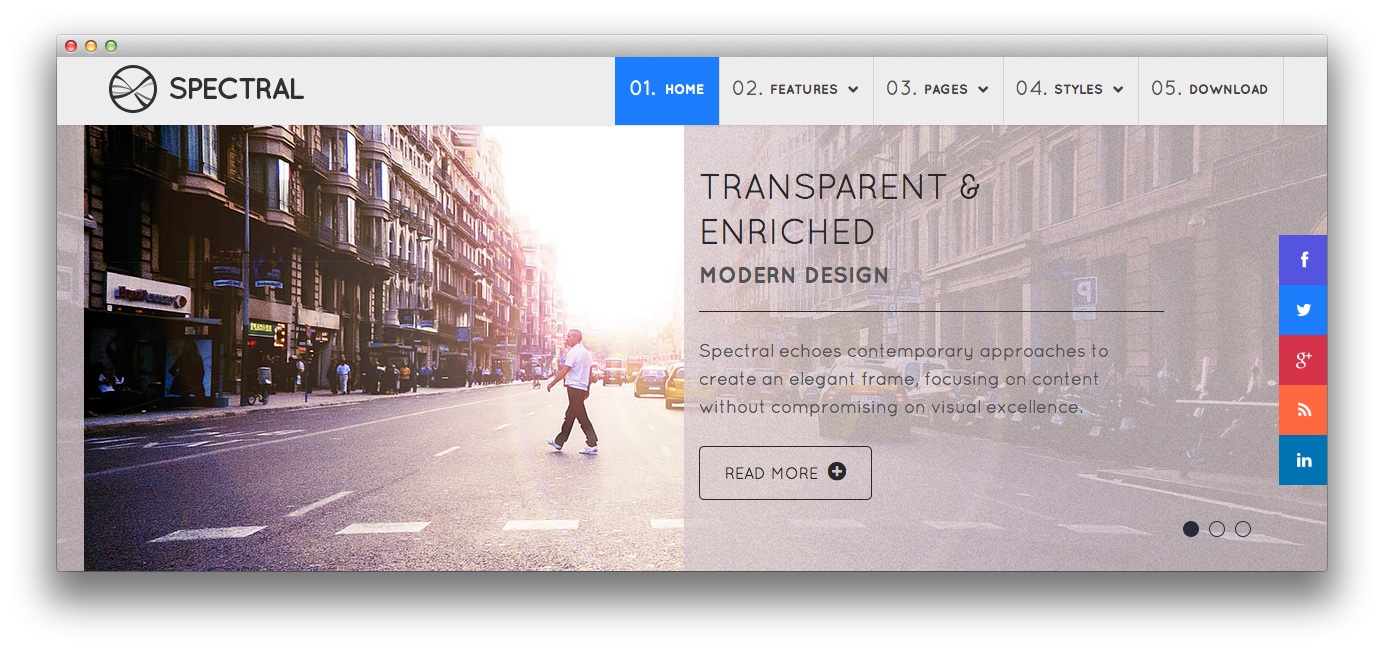 SPECTRAL
01. HOME
02. FEATURES
03. PAGES
04. STYLES
05. DOWNLOAD
TRANSPARENT &
ENRICHED
MODERN DESIGN
Spectral echoes contemporary approaches to
create an elegant frame, focusing on content
without compromising on visual excellence.
READ MORE
f
g+
in
P